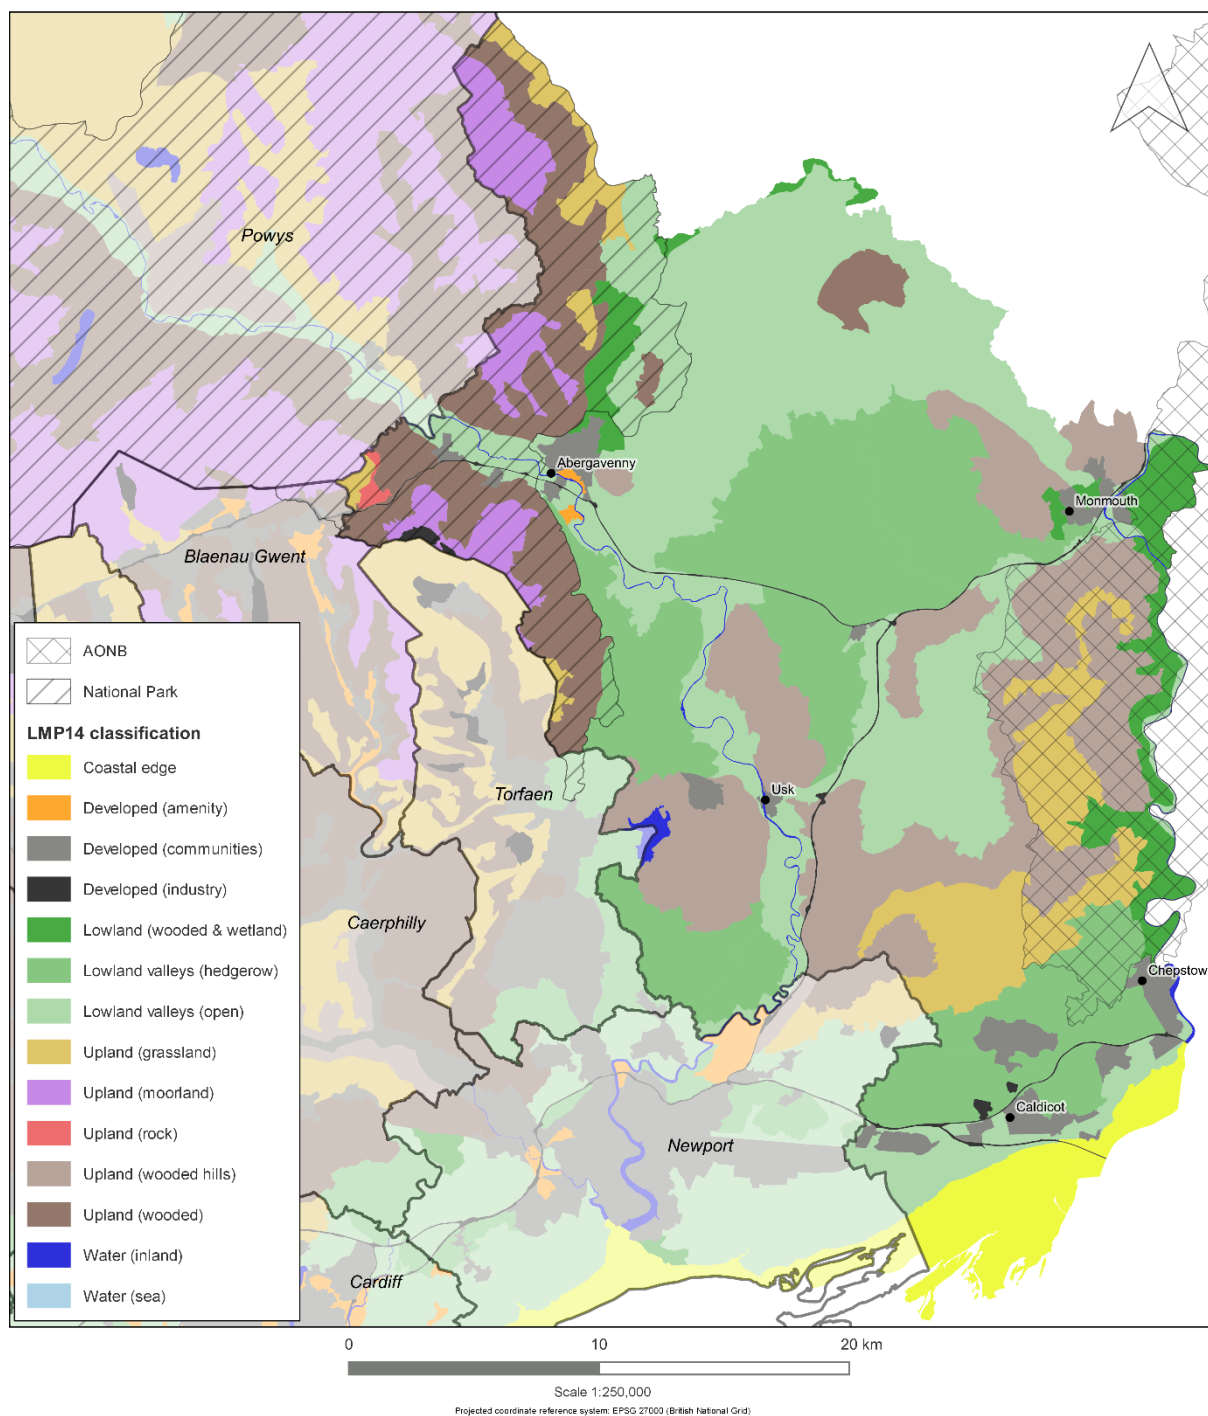 Powys
Abergavenny
Monmouth
Blaenau Gwent
AONB
National Park
LMP14 classification
Coastal edge
Developed (amenity)
Developed (communities)
Developed (industry)
Lowland (wooded & wetland)
Lowland valleys (hedgerow)
Lowland valleys (open)
Upland (grassland)
Upland (moorland)
Upland (rock)
Upland (wooded hills)
Upland (wooded)
Water (inland)
Water (sea)
Torfaen
Usk
Caerphilly
Chepstow
Caldicot
Newport
Cardiff
0 10 20 km
Scale 1:250,000
Projected coordinate reference system: EPSG 27000 (British National Grid)